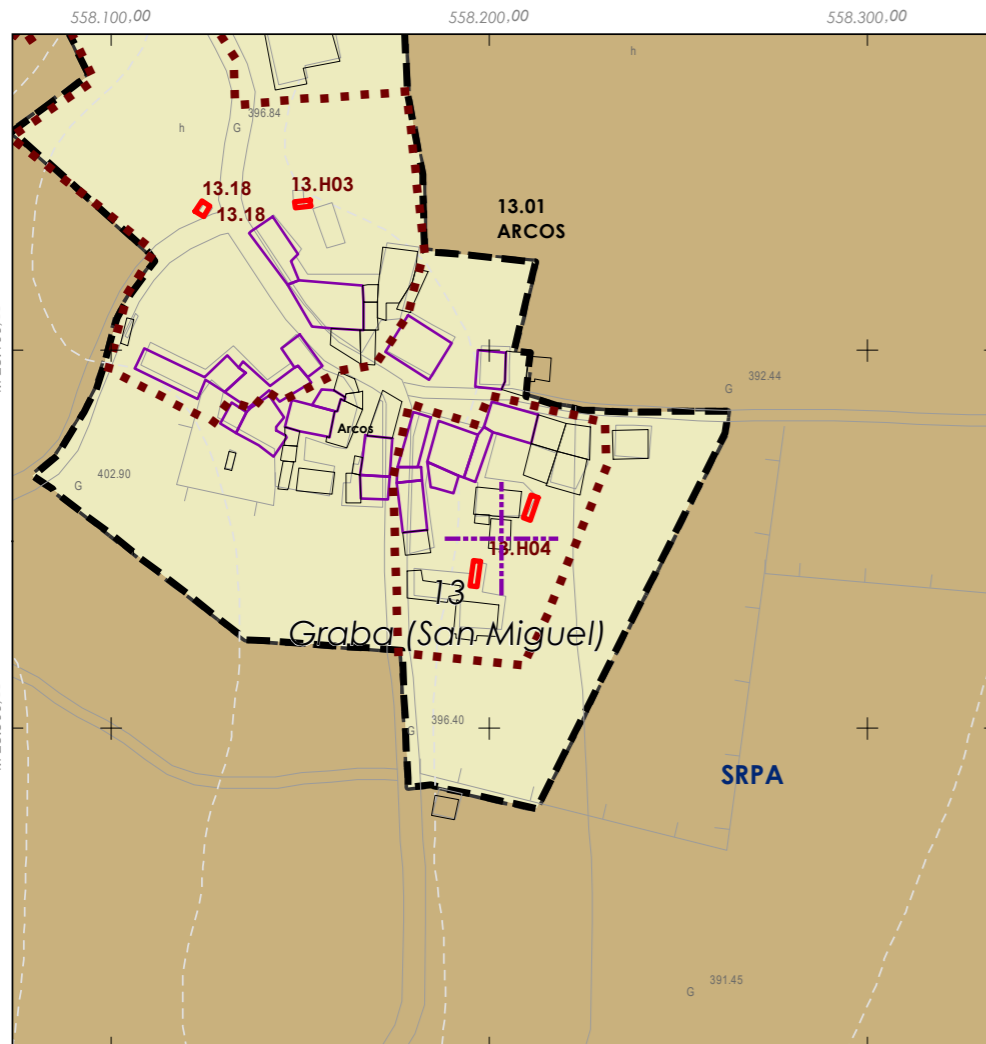 558.100,00
558.200,00
558.300,00
h
396.84
h
G
13.18
13.H03
13.18
13.01
ARCOS
392.44
G
Arcos
402.90
G
13.H04
13
Graba (San Miguel)
396.40
G
SRPA
391.45
G